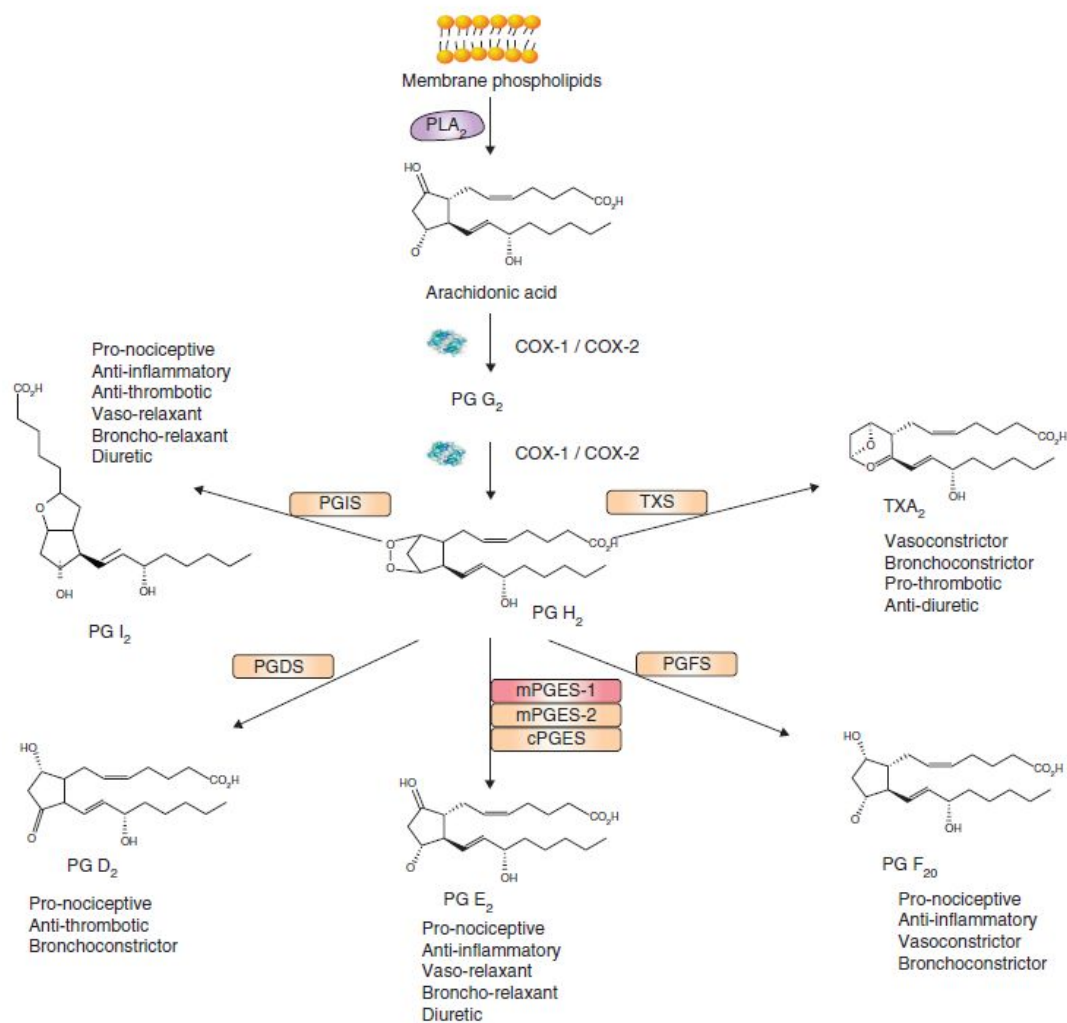 Membrane phospholipids
PLA2
HO
CO2H
O
OH
Arachidonic acid
COX-1 / COX-2
PG G2
COX-1 / COX-2
Pro-nociceptive
Anti-inflammatory
Anti-thrombotic
Vaso-relaxant
Broncho-relaxant
Diuretic
CO2H
O
OH
OH
PG I2
PGIS
TXS
O
O
CO2H
OH
PG H2
O
O
CO2H
OH
TXA2
Vasoconstrictor
Bronchoconstrictor
Pro-thrombotic
Anti-diuretic
PGDS
mPGES-1
mPGES-2
cPGES
PGFS
HO
CO2H
O
OH
PG D2
Pro-nociceptive
Anti-thrombotic
Bronchoconstrictor
HO
CO2H
O
OH
PG E2
Pro-nociceptive
Anti-inflammatory
Vaso-relaxant
Broncho-relaxant
Diuretic
HO
CO2H
O
OH
PG F20
Pro-nociceptive
Anti-inflammatory
Vasoconstrictor
Bronchoconstrictor